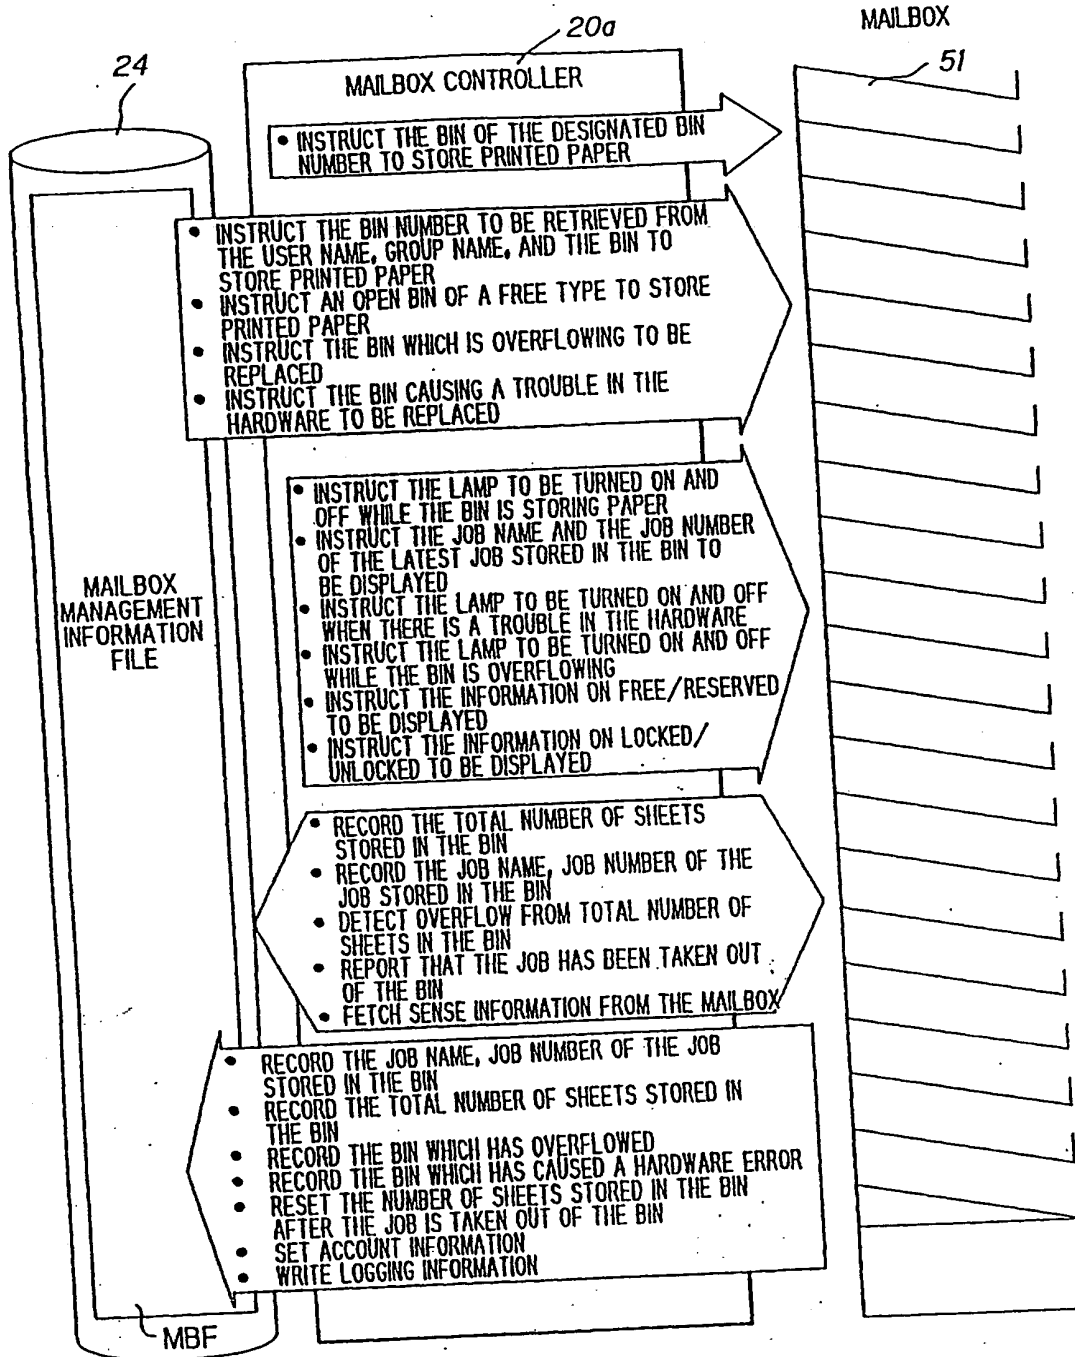 MAILBOX
20a
24
51
MAILBOX CONTROLLER
• INSTRUCT THE BIN OF THE DESIGNATED BIN
NUMBER TO STORE PRINTED PAPER
• INSTRUCT THE BIN NUMBER TO BE RETRIEVED FROM
THE USER NAME, GROUP NAME, AND THE BIN TO
STORE PRINTED PAPER
• INSTRUCT AN OPEN BIN OF A FREE TYPE TO STORE
PRINTED PAPER
• INSTRUCT THE BIN WHICH IS OVERFLOWING TO BE
REPLACED
• INSTRUCT THE BIN CAUSING A TROUBLE IN THE
HARDWARE TO BE REPLACED
• INSTRUCT THE LAMP TO BE TURNED ON AND
OFF WHILE THE BIN IS STORING PAPER
• INSTRUCT THE JOB NAME AND THE JOB NUMBER
OF THE LATEST JOB STORED IN THE BIN TO
BE DISPLAYED
• INSTRUCT THE LAMP TO BE TURNED ON AND OFF
WHEN THERE IS A TROUBLE IN THE HARDWARE
• INSTRUCT THE LAMP TO BE TURNED ON AND OFF
WHILE THE BIN IS OVERFLOWING
• INSTRUCT THE INFORMATION ON FREE/RESERVED
TO BE DISPLAYED
• INSTRUCT THE INFORMATION ON LOCKED/
UNLOCKED TO BE DISPLAYED
MAILBOX
MANAGEMENT
INFORMATION
FILE
• RECORD THE TOTAL NUMBER OF SHEETS
STORED IN THE BIN
• RECORD THE JOB NAME, JOB NUMBER OF THE
JOB STORED IN THE BIN
• DETECT OVERFLOW FROM TOTAL NUMBER OF
SHEETS IN THE BIN
• REPORT THAT THE JOB HAS BEEN TAKEN OUT
OF THE BIN
• FETCH SENSE INFORMATION FROM THE MAILBOX
• RECORD THE JOB NAME, JOB NUMBER OF THE JOB
STORED IN THE BIN
• RECORD THE TOTAL NUMBER OF SHEETS STORED IN
THE BIN
• RECORD THE BIN WHICH HAS OVERFLOWED
• RECORD THE BIN WHICH HAS CAUSED A HARDWARE ERROR
• RESET THE NUMBER OF SHEETS STORED IN THE BIN
AFTER THE JOB IS TAKEN OUT OF THE BIN
• SET ACCOUNT INFORMATION
• WRITE LOGGING INFORMATION
MBF